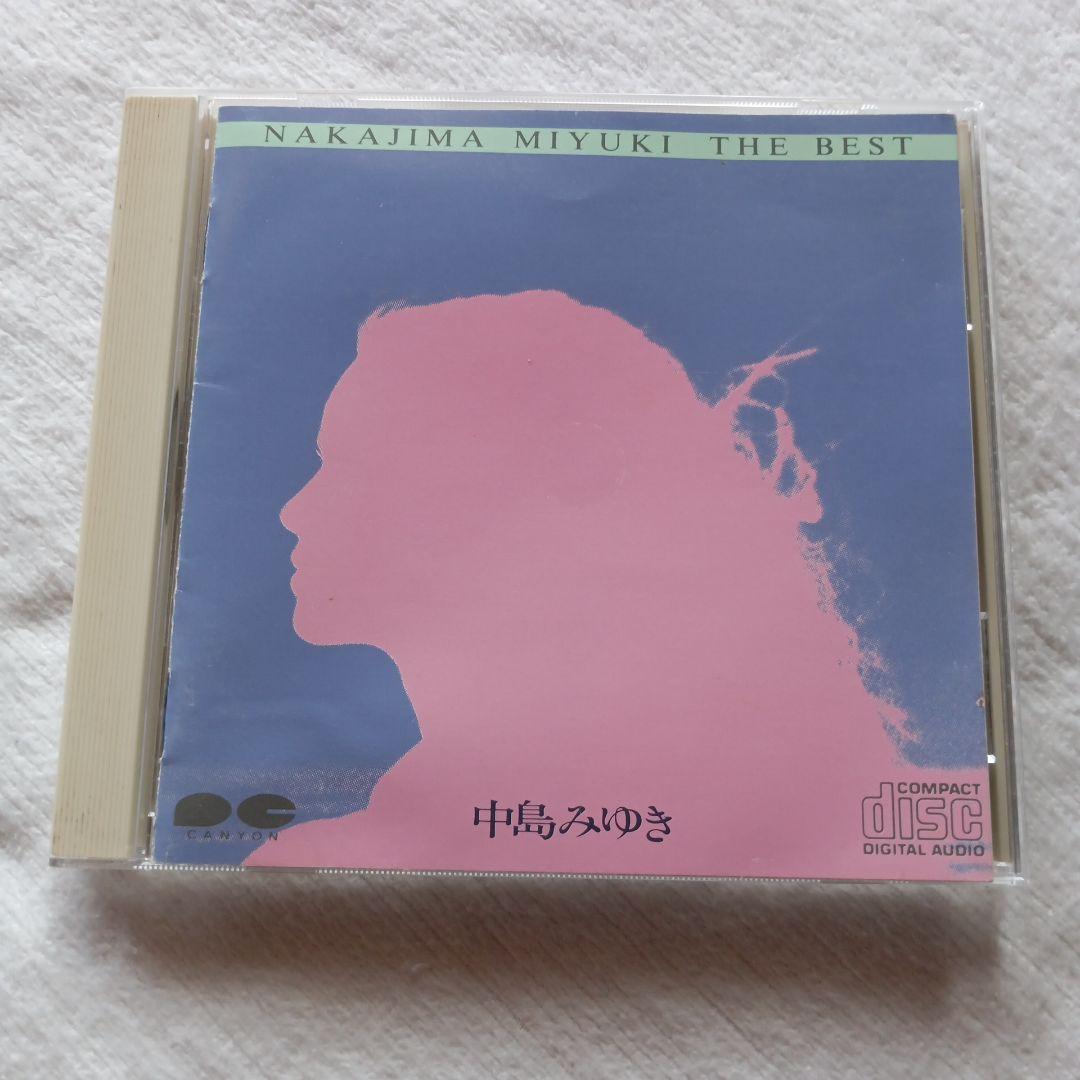 NAKAJIMA MIYUKI THE BEST
中島みゆき
CANYON
COMPACT
disc
DIGITAL AUDIO